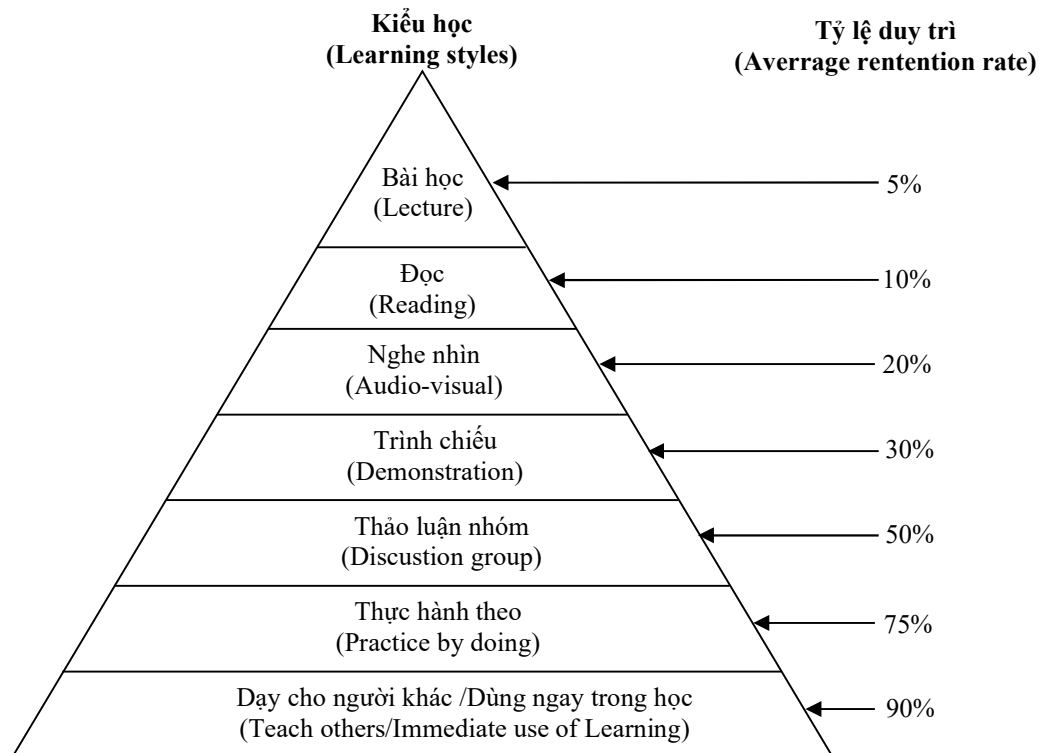 Kiểu học
(Learning styles)
Tỷ lệ duy trì
(Averrage rentention rate)
Bài học
(Lecture)
5%
Đọc
(Reading)
10%
Nghe nhìn
(Audio-visual)
20%
Trình chiếu
(Demonstration)
30%
Thảo luận nhóm
(Discustion group)
50%
Thực hành theo
(Practice by doing)
75%
Dạy cho người khác /Dùng ngay trong học
(Teach others/Immediate use of Learning)
90%